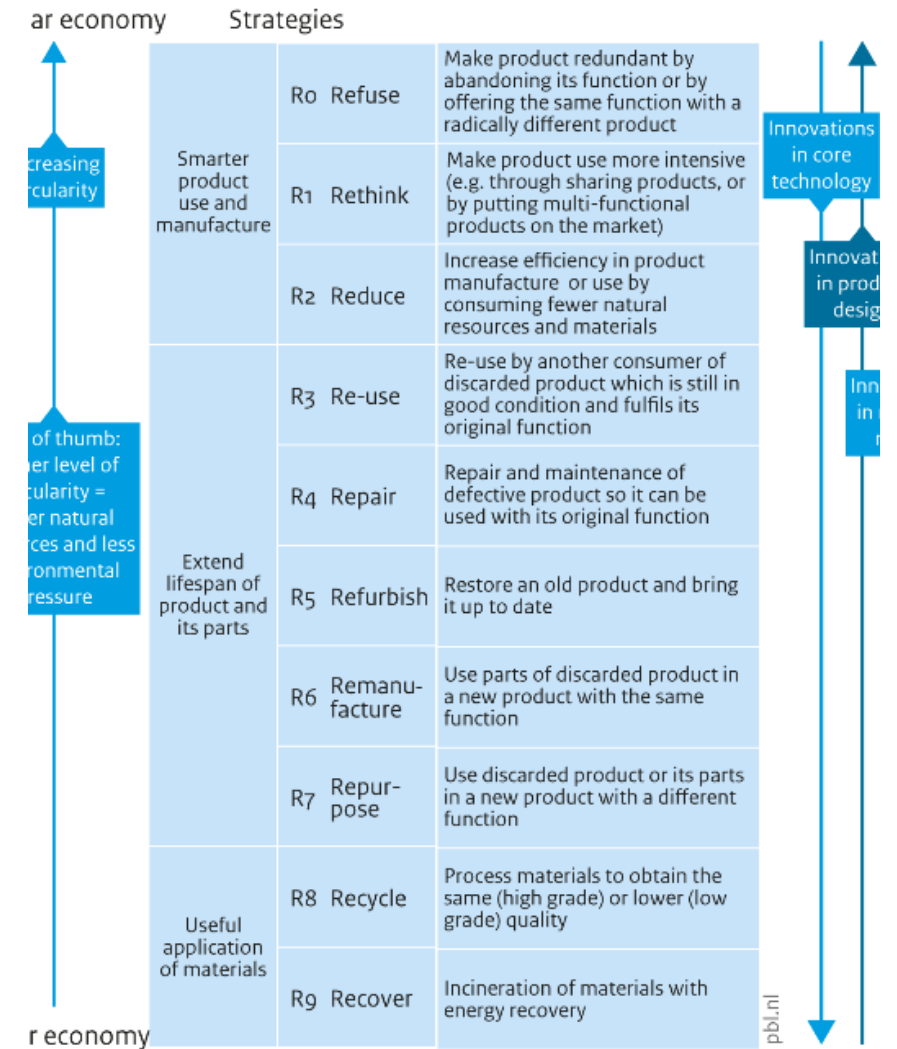 ar economy
Strategies
creasing
rcularity
of thumb:
er level of
cularity =
er natural
rces and less
ronmental
ressure
r economy
Smarter
product
use and
manufacture
R0 Refuse
Make product redundant by
abandoning its function or by
offering the same function with a
radically different product
R1 Rethink
Make product use more intensive
(e.g. through sharing products, or
by putting multi-functional
products on the market)
R2 Reduce
Increase efficiency in product
manufacture or use by
consuming fewer natural
resources and materials
Extend
lifespan of
product and
its parts
R3 Re-use
Re-use by another consumer of
discarded product which is still in
good condition and fulfils its
original function
R4 Repair
Repair and maintenance of
defective product so it can be
used with its original function
R5 Refurbish
Restore an old product and bring
it up to date
R6 Remanu-
facture
Use parts of discarded product in
a new product with the same
function
R7 Repur-
pose
Use discarded product or its parts
in a new product with a different
function
Useful
application
of materials
R8 Recycle
Process materials to obtain the
same (high grade) or lower (low
grade) quality
R9 Recover
Incineration of materials with
energy recovery
Innovations
in core
technology
Innovat
in prod
desig
Inn
in
pbl.nl